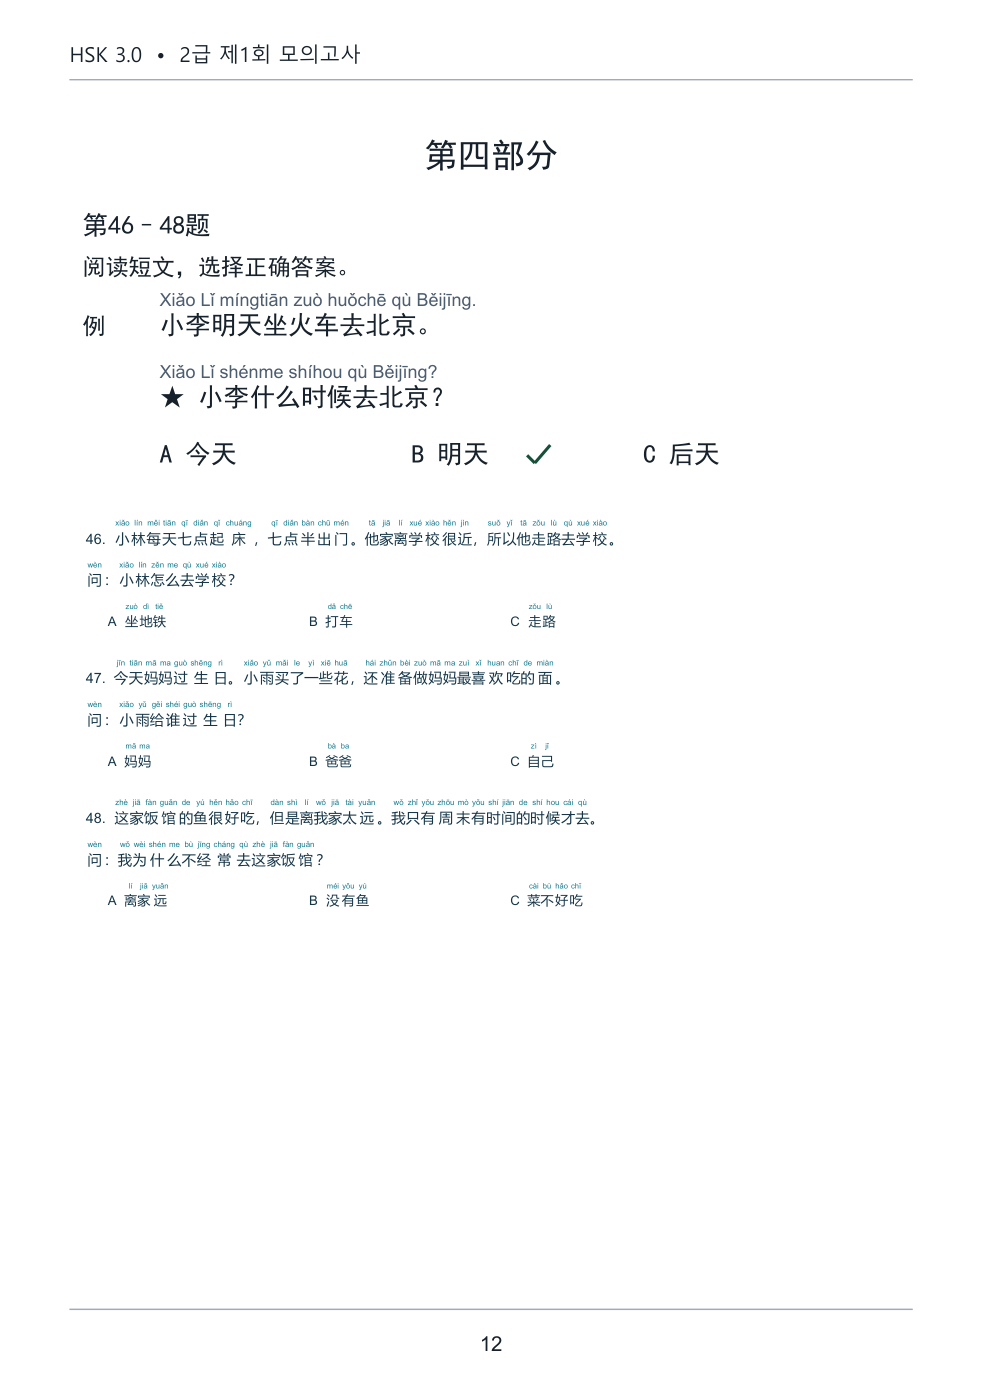 HSK 3.0 • 2급 제1회 모의고사
第四部分
第46－48题
阅读短文，选择正确答案。
Xiǎo Lǐ míngtiān zuò huǒchē qù Běijīng.
例 小李明天坐火车去北京。
Xiǎo Lǐ shénme shíhou qù Běijīng?
★ 小李什么时候去北京？
A 今天 B 明天 ✓ C 后天
xiǎo lín měi tiān qī diǎn qǐ chuáng qī diǎn bàn chū mén tā jiā lí xué xiào hěn jìn suǒ yǐ tā zǒu lù qù xué xiào
46. 小林每天七点起床，七点半出门。他家离学校很近，所以他走路去学校。
wèn xiǎo lín zěn me qù xué xiào
问：小林怎么去学校？
zuò dì tiě dǎ chē zǒu lù
A 坐地铁 B 打车 C 走路
jīn tiān mā ma guò shēng rì xiǎo yǔ mǎi le yì xiē huā hái zhǔn bèi zuò mā ma zuì xǐ huan chī de miàn
47. 今天妈妈过生日。小雨买了一些花，还准备做妈妈最喜欢吃的面。
wèn xiǎo yǔ gěi shéi guò shēng rì
问：小雨给谁过生日？
mā ma bà ba zì jǐ
A 妈妈 B 爸爸 C 自己
zhè jiā fàn guǎn de yú hěn hǎo chī dàn shì lí wǒ jiā tài yuǎn wǒ zhǐ yǒu zhōu mò yǒu shí jiān de shí hou cái qù
48. 这家饭馆的鱼很好吃，但是离我家太远。我只有周末有时间的时候才去。
wèn wǒ wèi shén me bù jīng cháng qù zhè jiā fàn guǎn
问：我为什么不经常去这家饭馆？
lí jiā yuǎn méi yǒu yú cài bù hǎo chī
A 离家远 B 没有鱼 C 菜不好吃
12